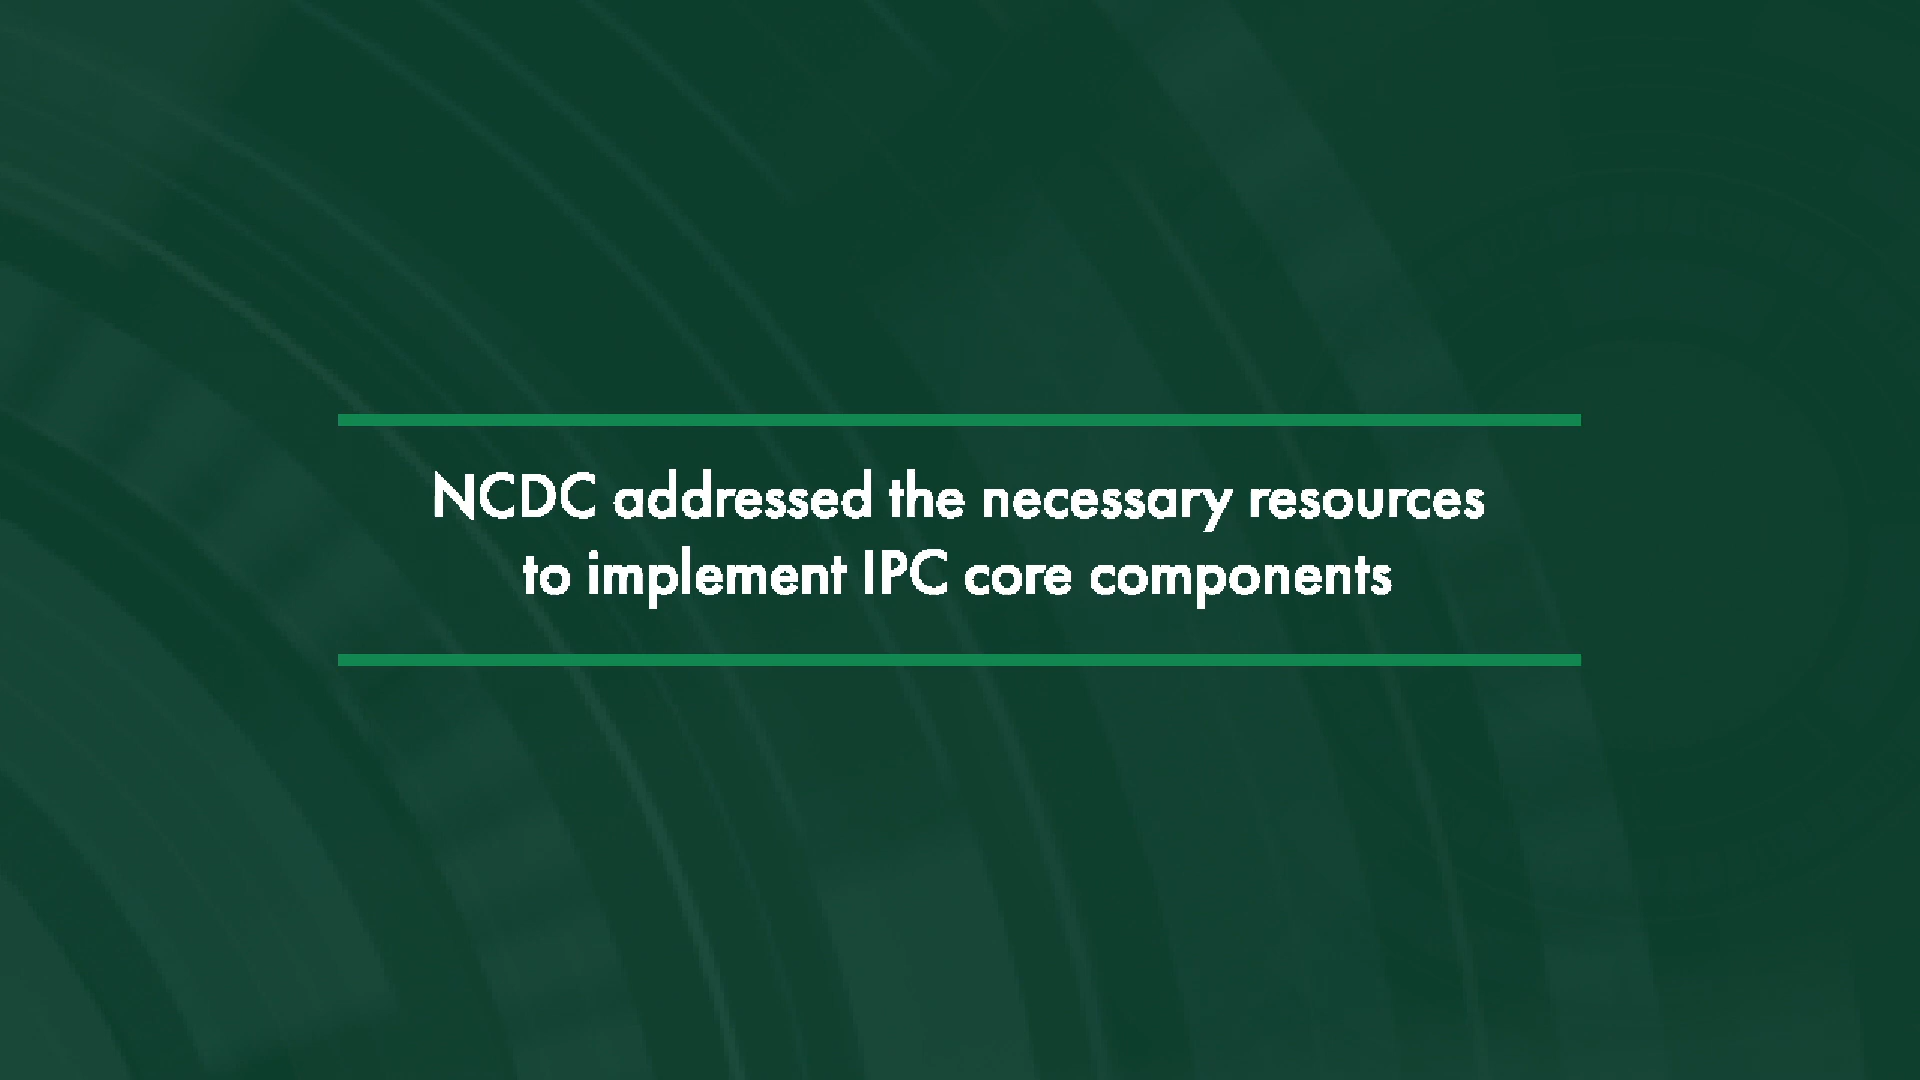 NCDC addressed the necessary resources
to implement IPC core components